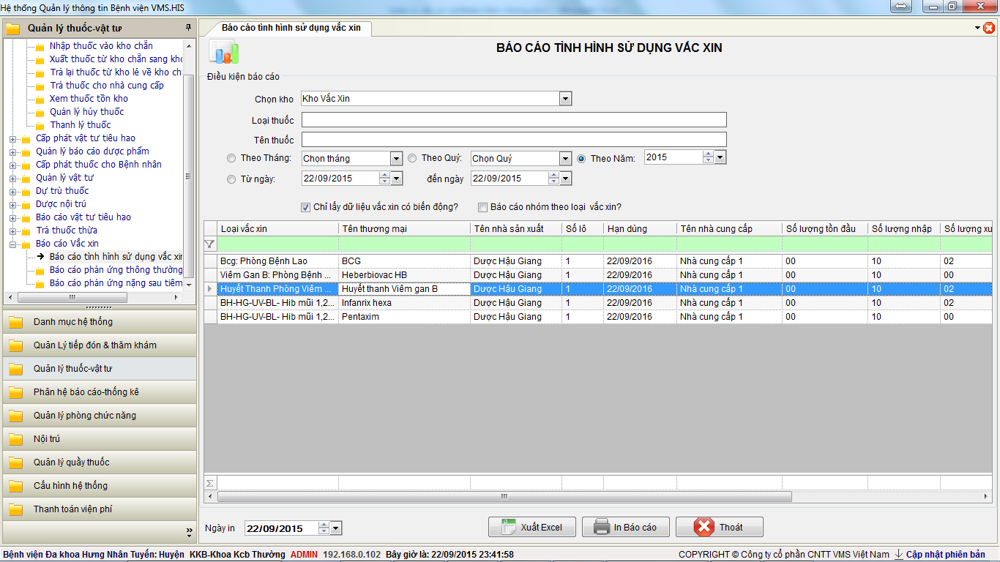 Hệ thống Quản lý thông tin Bệnh viện VMS.HIS
Quản lý thuốc-vật tư
Nhập thuốc vào kho chẵn
Xuất thuốc từ kho chẵn sang kho
Trả lại thuốc từ kho lẻ về kho ch
Trả thuốc cho nhà cung cấp
Xem thuốc tồn kho
Quản lý hủy thuốc
Thanh lý thuốc
Cấp phát vật tư tiêu hao
Quản lý báo cáo dược phẩm
Cấp phát thuốc cho Bệnh nhân
Quản lý vật tư
Dự trù thuốc
Dược nội trú
Báo cáo vật tư tiêu hao
Trả thuốc thừa
Báo cáo Vắc xin
Báo cáo tình hình sử dụng vắc xin
Báo cáo phản ứng thông thường
Báo cáo phản ứng nặng sau tiêm
Danh mục hệ thống
Quản Lý tiếp đón & thăm khám
Quản lý thuốc-vật tư
Phân hệ báo cáo-thống kê
Quản lý phòng chức năng
Nội trú
Quản lý quầy thuốc
Cấu hình hệ thống
Thanh toán viện phí
Báo cáo tình hình sử dụng vắc xin
BÁO CÁO TÌNH HÌNH SỬ DỤNG VẮC XIN
Điều kiện báo cáo
Chọn kho Kho Vắc Xin
Loại thuốc
Tên thuốc
Theo Tháng: Chọn tháng Theo Quý: Chọn Quý Theo Năm: 2015
Từ ngày: 22/09/2015 đến ngày 22/09/2015
Chỉ lấy dữ liệu vắc xin có biến động? Báo cáo nhóm theo loại vắc xin?
Loại vắc xin Tên thương mại Tên nhà sản xuất Số lô Hạn dùng Tên nhà cung cấp Số lượng tồn đầu Số lượng nhập Số lượng xu
Bcg: Phòng Bệnh Lao BCG Dược Hậu Giang 1 22/09/2016 Nhà cung cấp 1 00 10 02
Viêm Gan B: Phòng Bệnh ... Heberbiovac HB Dược Hậu Giang 1 22/09/2016 Nhà cung cấp 1 00 10 00
Huyết Thanh Phòng Viêm ... Huyết thanh Viêm gan B Dược Hậu Giang 1 22/09/2016 Nhà cung cấp 1 00 10 02
BH-HG-UV-BL- Hib mũi 1,2... Infanrix hexa Dược Hậu Giang 1 22/09/2016 Nhà cung cấp 1 00 10 02
BH-HG-UV-BL- Hib mũi 1,2... Pentaxim Dược Hậu Giang 1 22/09/2016 Nhà cung cấp 1 00 10 00
Σ
Ngày in 22/09/2015 Xuất Excel In Báo cáo Thoát
Bệnh viện Đa khoa Hưng Nhân Tuyến: Huyện KKB-Khoa Kcb Thường ADMIN 192.168.0.102 Bây giờ là: 22/09/2015 23:41:58 COPYRIGHT © Công ty cổ phần CNTT VMS Việt Nam Cập nhật phiên bản